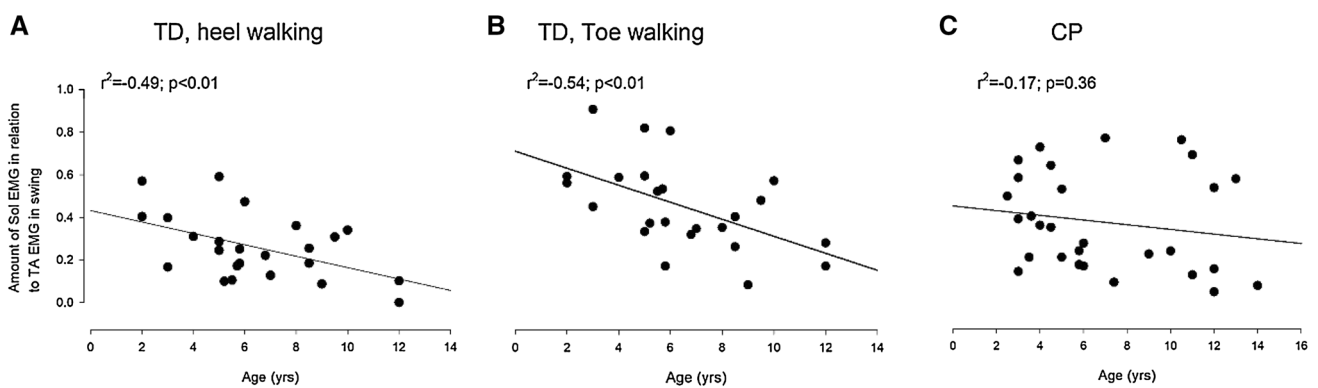 A TD, heel walking
r²=-0.49; p<0.01
Amount of Sol EMG in relation
to TA EMG in swing
1.0
0.8
0.6
0.4
0.2
0.0
0 2 4 6 8 10 12 14
Age (yrs)
B TD, Toe walking
r²=-0.54; p<0.01
0 2 4 6 8 10 12 14
Age (yrs)
C CP
r²=-0.17; p=0.36
0 2 4 6 8 10 12 14 16
Age (yrs)